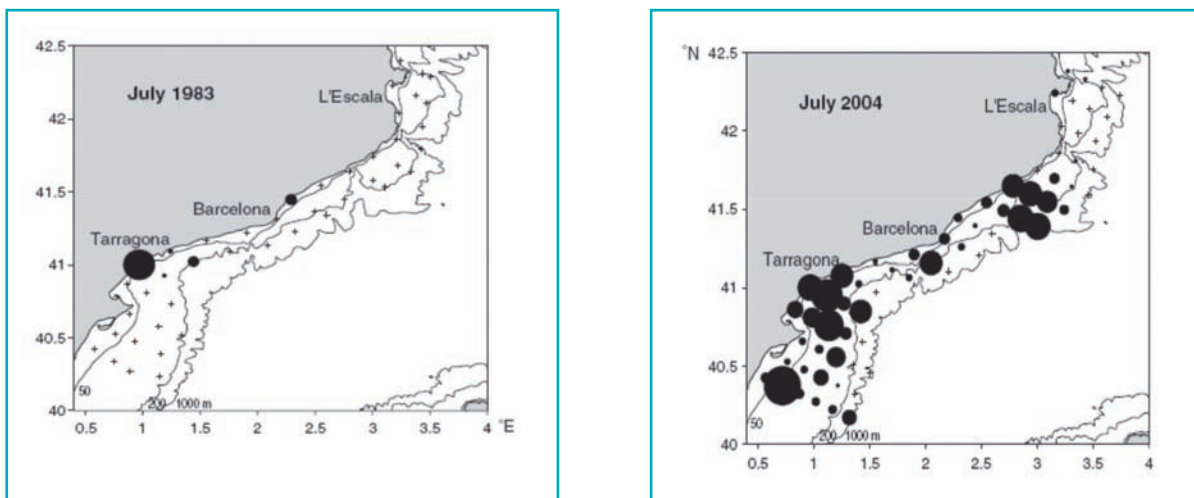 42.5
July 1983
L'Escala
42
41.5
Barcelona
Tarragona
41
40.5
50
200 1000 m
40
0.5 1 1.5 2 2.5 3 3.5 4 °E
°N 42.5
July 2004
L'Escala
42
41.5
Barcelona
Tarragona
41
40.5
50
200 1000 m
40
0.5 1 1.5 2 2.5 3 3.5 4